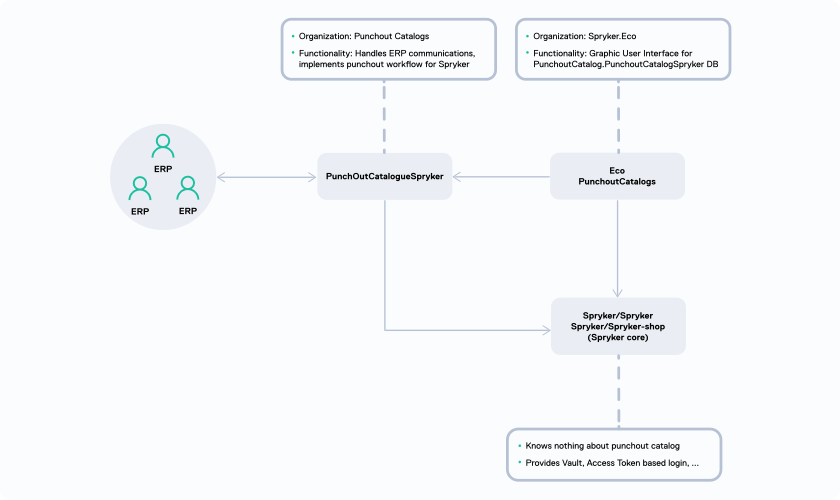 • Organization: Punchout Catalogs
• Functionality: Handles ERP communications,
implements punchout workflow for Spryker
• Organization: Spryker.Eco
• Functionality: Graphic User Interface for
PunchoutCatalog.PunchoutCatalogSpryker DB
ERP
ERP
ERP
PunchOutCatalogueSpryker
Eco
PunchoutCatalogs
Spryker/Spryker
Spryker/Spryker-shop
(Spryker core)
• Knows nothing about punchout catalog
• Provides Vault, Access Token based login, ...